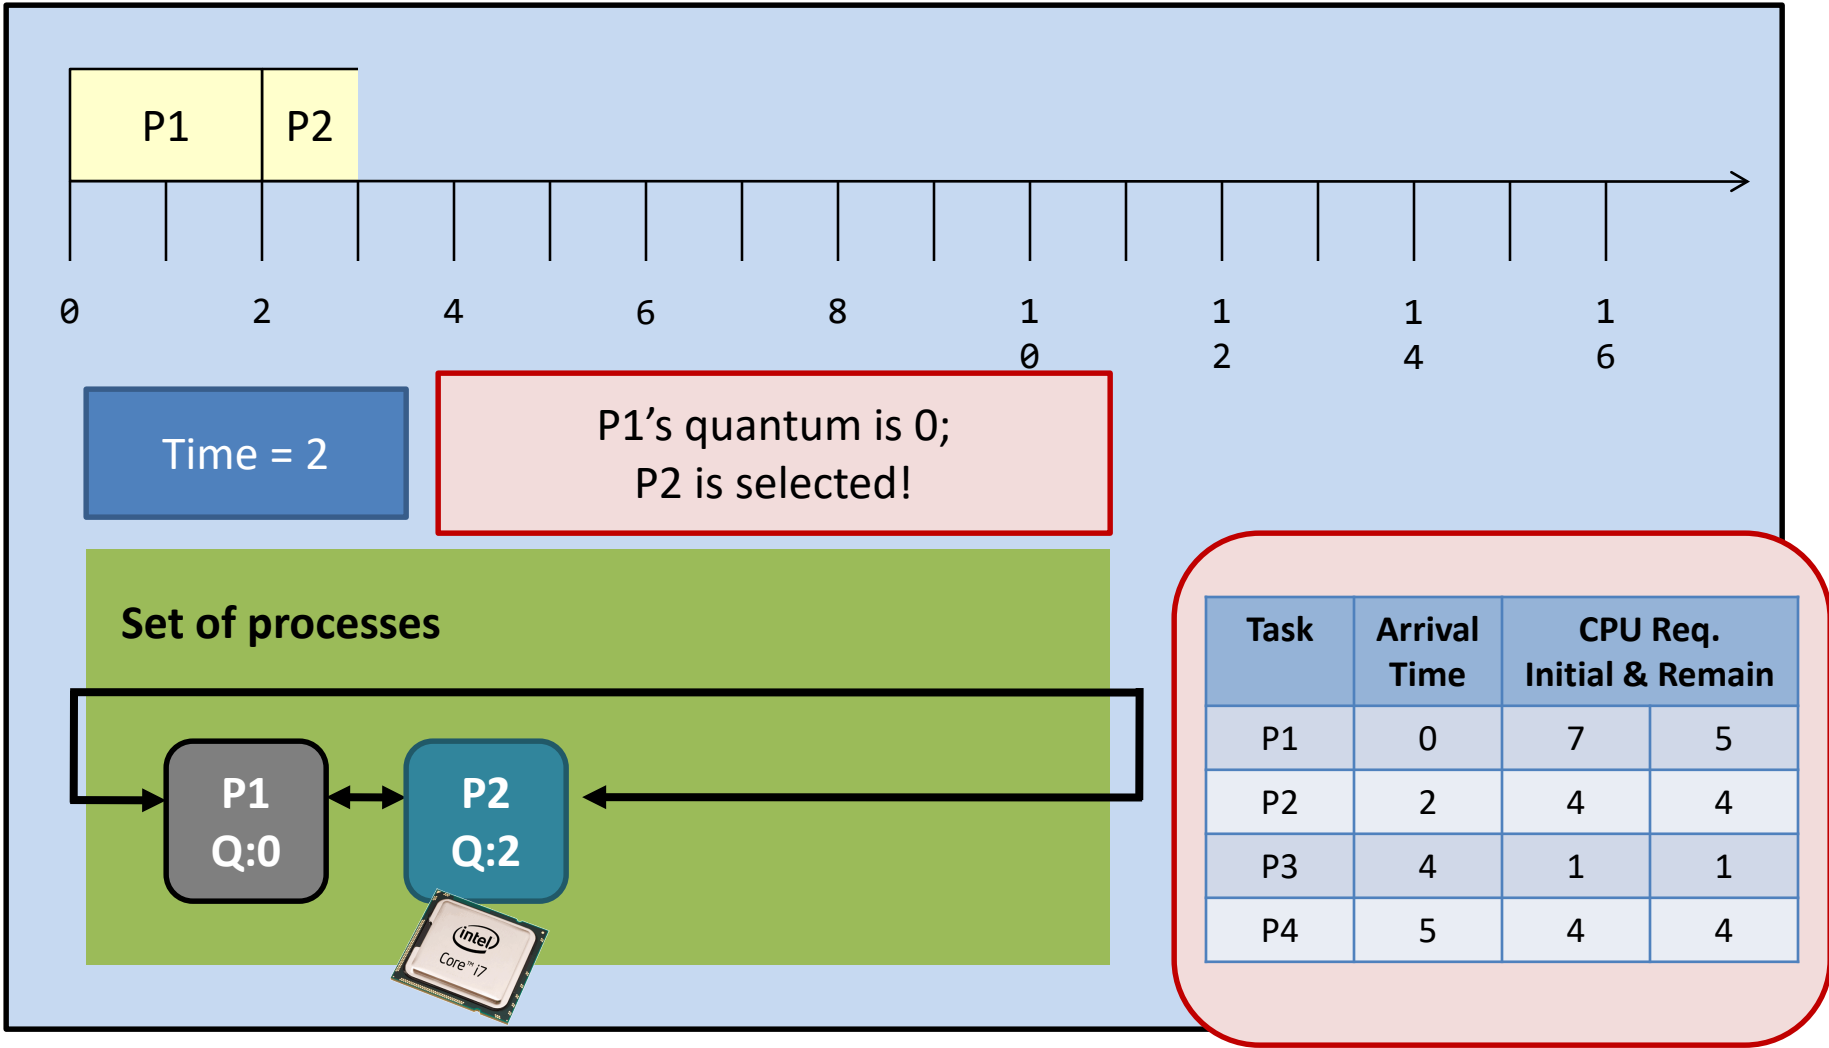 P1 P2
0 2 4 6 8 1 1 1 1
0 2 4 6
Time = 2
P1’s quantum is 0;
P2 is selected!
Set of processes
P1 P2
Q:0 Q:2
intel
Core™ i7
Task Arrival CPU Req.
Time Initial & Remain
P1 0 7 5
P2 2 4 4
P3 4 1 1
P4 5 4 4